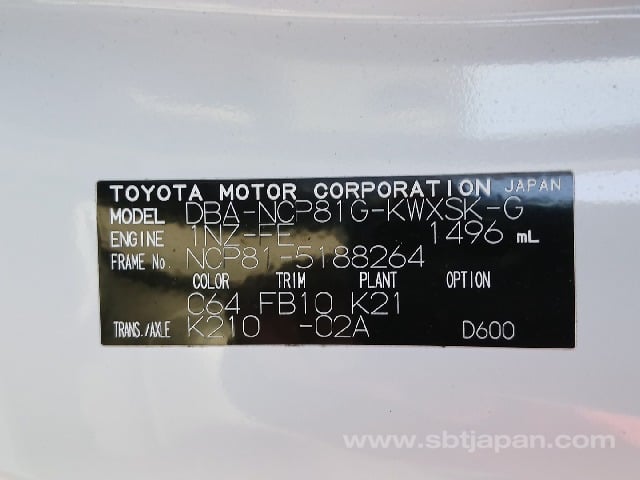 TOYOTA MOTOR CORPORATION JAPAN
MODEL DBA-NCP81G-KWXSK-G
ENGINE 1NZ-FE 1496 mL
FRAME No. NCP81-5188264
COLOR TRIM PLANT OPTION
C64 FB10 K21
TRANS./AXLE K210 -02A D600
www.sbtjapan.com